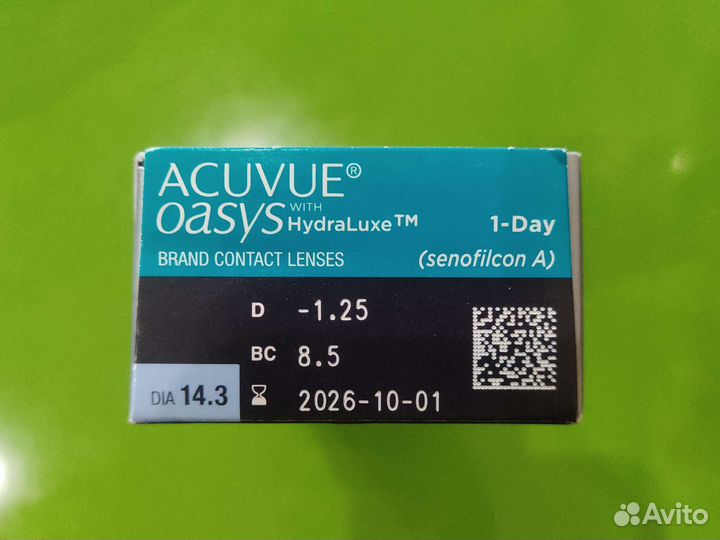 ACUVUE®
oasys WITH HydraLuxe™ 1-Day
BRAND CONTACT LENSES (senofilcon A)
D -1.25
BC 8.5
DIA 14.3
2026-10-01
Avito